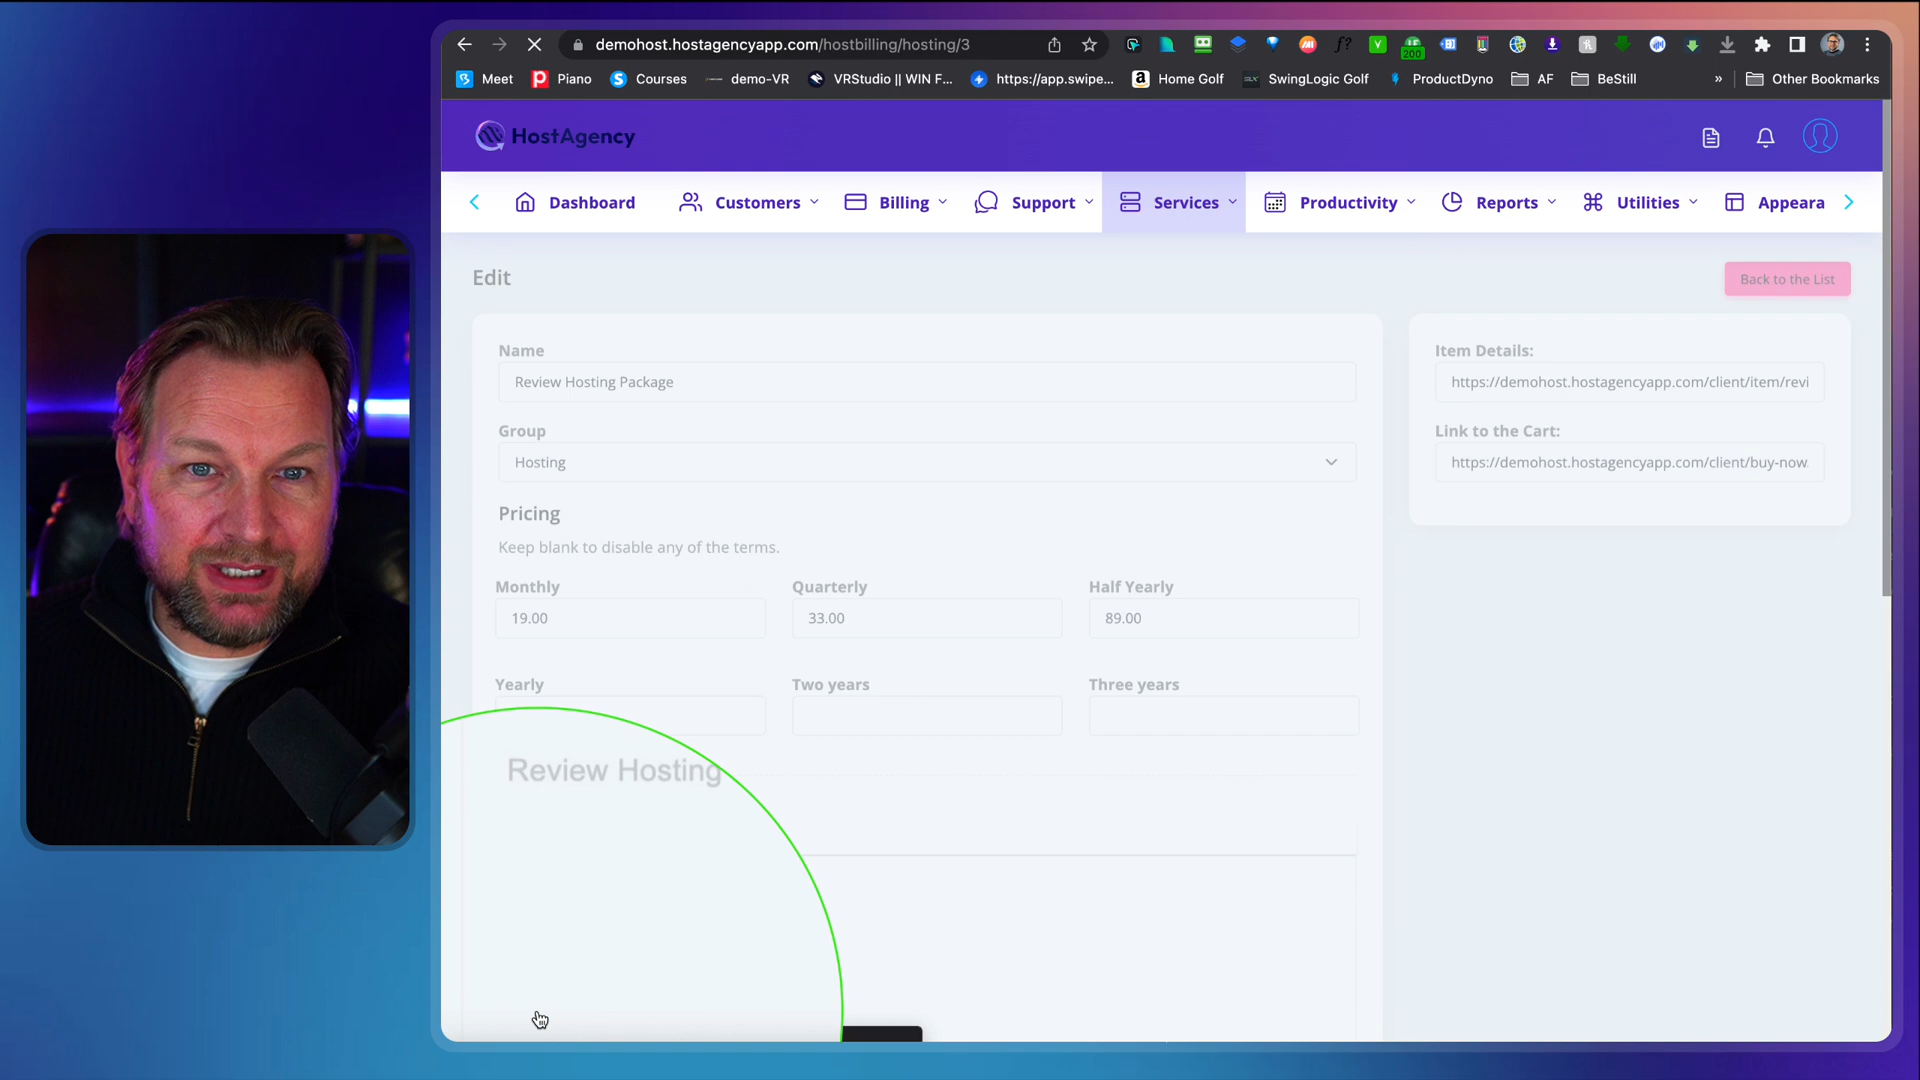 demohost.hostagencyapp.com/hostbilling/hosting/3
200
Meet
Piano
Courses
demo-VR
VRStudio || WIN F...
https://app.swipe...
Home Golf
SwingLogic Golf
ProductDyno
AF
BeStill
»
Other Bookmarks
HostAgency
Dashboard
Customers
Billing
Support
Services
Productivity
Reports
Utilities
Appeara
Edit
Back to the List
Name
Review Hosting Package
Group
Hosting
Pricing
Keep blank to disable any of the terms.
Monthly
Quarterly
Half Yearly
19.00
33.00
89.00
Yearly
Two years
Three years
Review Hosting
Item Details:
https://demohost.hostagencyapp.com/client/item/revi
Link to the Cart:
https://demohost.hostagencyapp.com/client/buy-now